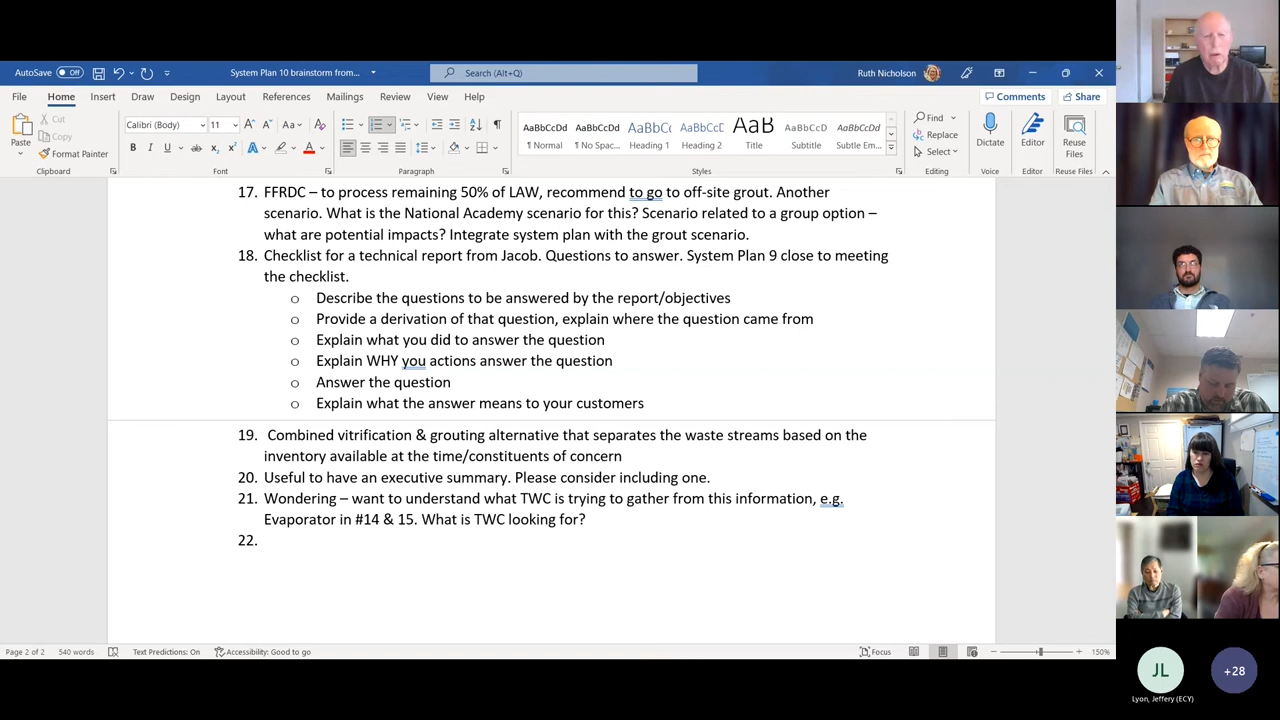 AutoSave Off System Plan 10 brainstorm from... Search (Alt+Q) Ruth Nicholson
File Home Insert Draw Design Layout References Mailings Review View Help Comments Share
Paste Cut Copy Format Painter Calibri (Body) 11 AaBbCcDd AaBbCcDd AaBbCc AaBbCcD AaB AaBbCcD AaBbCcDd Find Replace Select Dictate Editor Reuse Files
¶ Normal ¶ No Spac... Heading 1 Heading 2 Title Subtitle Subtle Em...
Clipboard Font Paragraph Styles Editing Voice Editor Reuse Files
17. FFRDC – to process remaining 50% of LAW, recommend to go to off-site grout. Another
scenario. What is the National Academy scenario for this? Scenario related to a group option –
what are potential impacts? Integrate system plan with the grout scenario.
18. Checklist for a technical report from Jacob. Questions to answer. System Plan 9 close to meeting
the checklist.
o Describe the questions to be answered by the report/objectives
o Provide a derivation of that question, explain where the question came from
o Explain what you did to answer the question
o Explain WHY you actions answer the question
o Answer the question
o Explain what the answer means to your customers
19. Combined vitrification & grouting alternative that separates the waste streams based on the
inventory available at the time/constituents of concern
20. Useful to have an executive summary. Please consider including one.
21. Wondering – want to understand what TWC is trying to gather from this information, e.g.
Evaporator in #14 & 15. What is TWC looking for?
22.
Page 2 of 2 540 words Text Predictions: On Accessibility: Good to go Focus 150%
JL +28
Lyon, Jeffery (ECY)